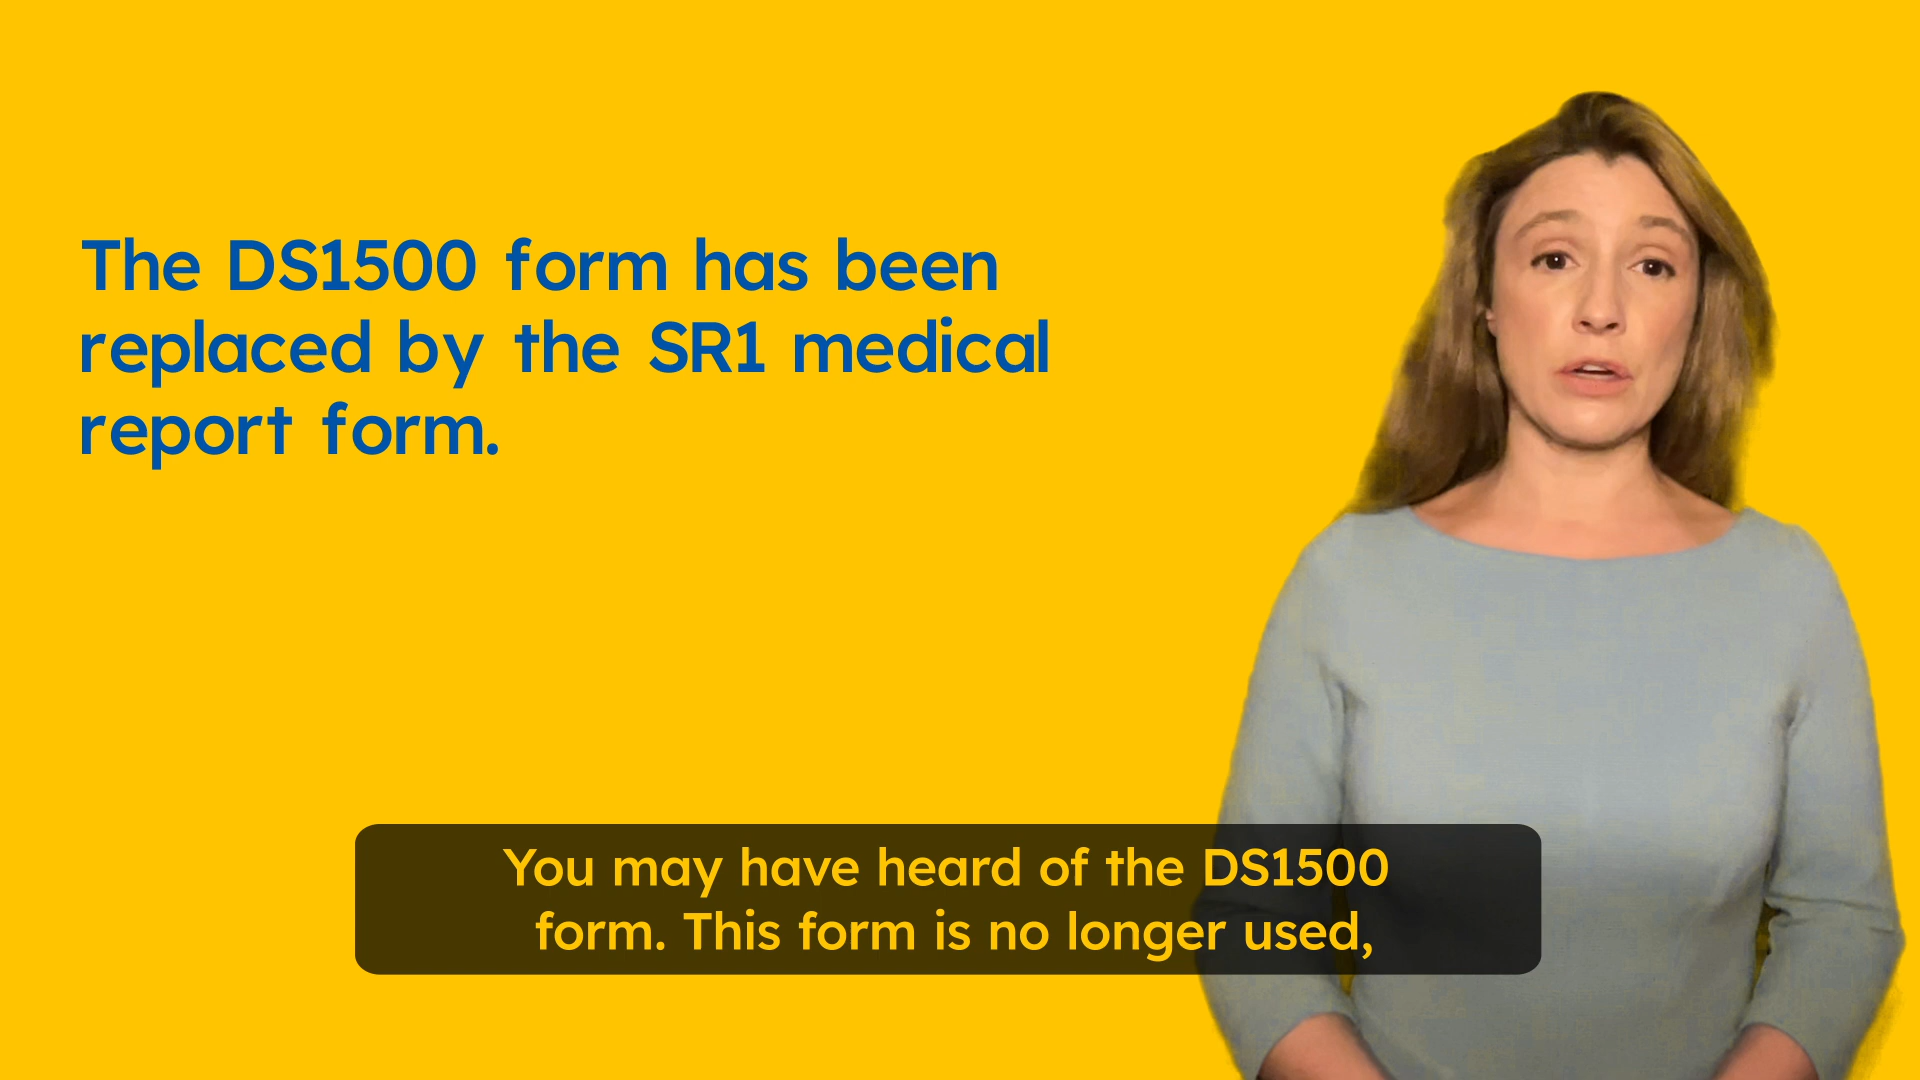 The DS1500 form has been
replaced by the SR1 medical
report form.
You may have heard of the DS1500
form. This form is no longer used,